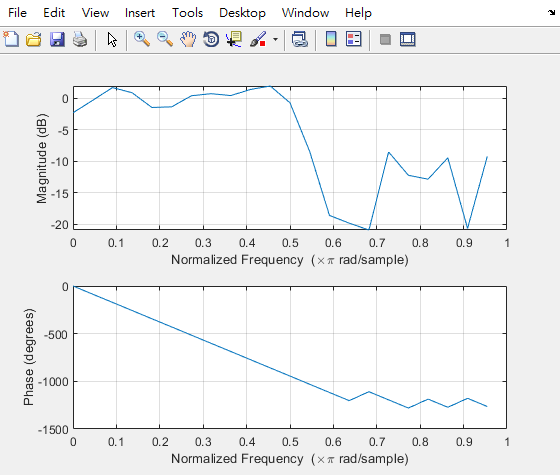 File Edit View Insert Tools Desktop Window Help
0
-5
-10
-15
-20
Magnitude (dB)
0 0.1 0.2 0.3 0.4 0.5 0.6 0.7 0.8 0.9 1
Normalized Frequency (×π rad/sample)
0
-500
-1000
-1500
Phase (degrees)
0 0.1 0.2 0.3 0.4 0.5 0.6 0.7 0.8 0.9 1
Normalized Frequency (×π rad/sample)